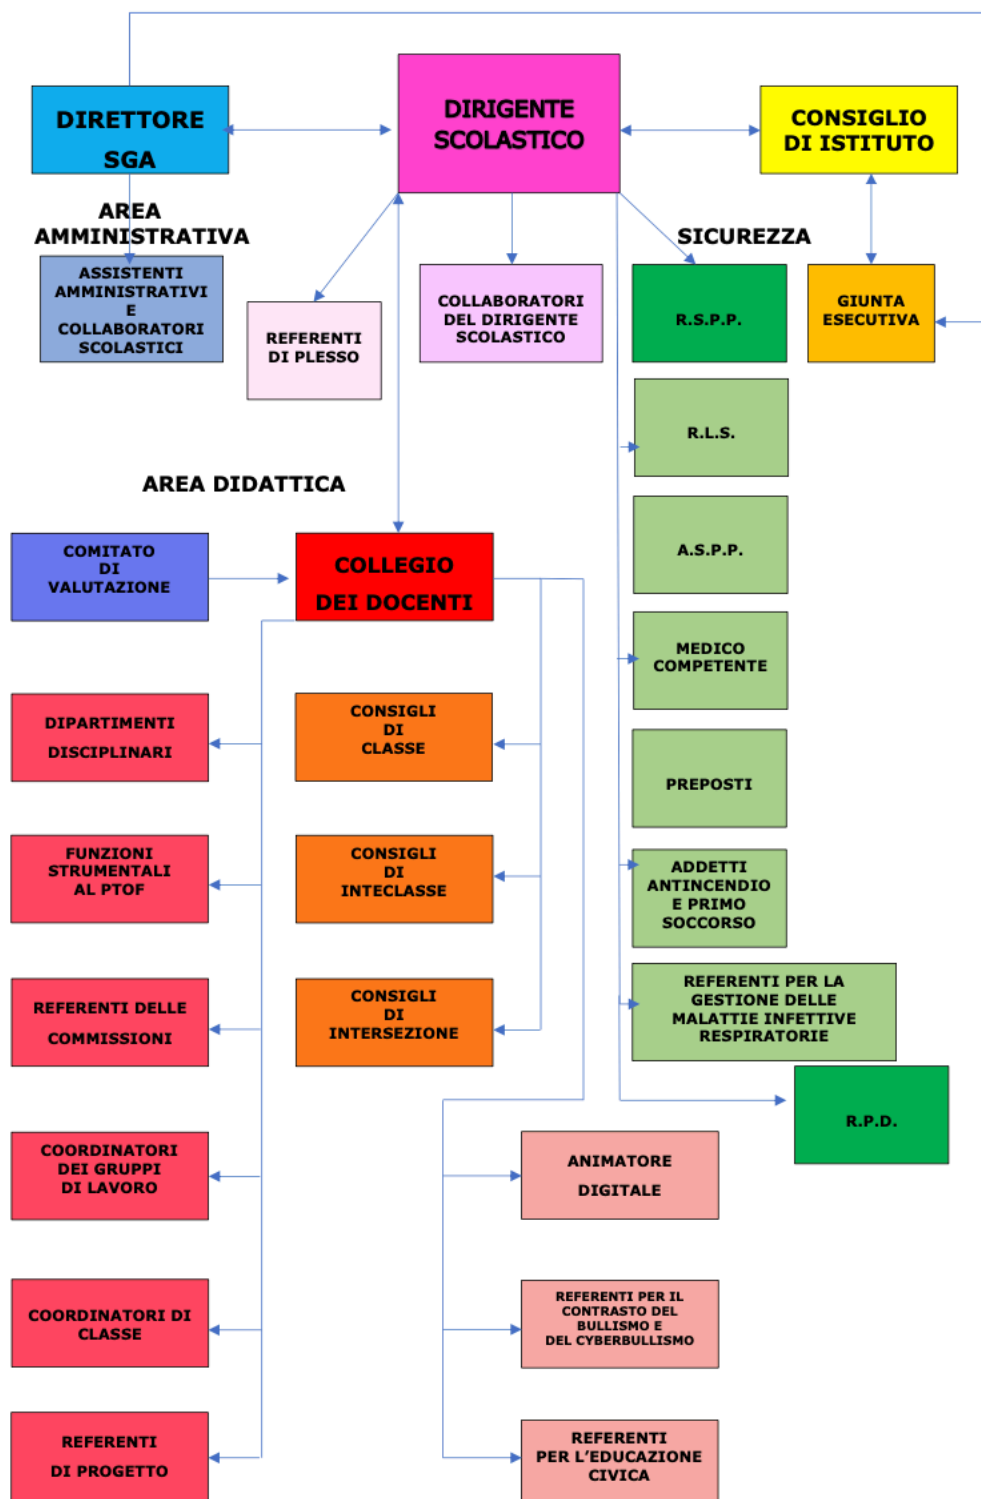 DIRETTORE
SGA
DIRIGENTE
SCOLASTICO
CONSIGLIO
DI ISTITUTO
AREA
AMMINISTRATIVA
SICUREZZA
ASSISTENTI
AMMINISTRATIVI
E
COLLABORATORI
SCOLASTICI
REFERENTI
DI PLESSO
COLLABORATORI
DEL DIRIGENTE
SCOLASTICO
R.S.P.P.
GIUNTA
ESECUTIVA
R.L.S.
AREA DIDATTICA
COMITATO
DI
VALUTAZIONE
COLLEGIO
DEI DOCENTI
A.S.P.P.
MEDICO
COMPETENTE
DIPARTIMENTI
DISCIPLINARI
CONSIGLI
DI
CLASSE
PREPOSTI
FUNZIONI
STRUMENTALI
AL PTOF
CONSIGLI
DI
INTECLASSE
ADDETTI
ANTINCENDIO
E PRIMO
SOCCORSO
REFERENTI DELLE
COMMISSIONI
CONSIGLI
DI
INTERSEZIONE
REFERENTI PER LA
GESTIONE DELLE
MALATTIE INFETTIVE
RESPIRATORIE
R.P.D.
COORDINATORI
DEI GRUPPI
DI LAVORO
ANIMATORE
DIGITALE
COORDINATORI DI
CLASSE
REFERENTI PER IL
CONTRASTO DEL
BULLISMO E
DEL CYBERBULLISMO
REFERENTI
DI PROGETTO
REFERENTI
PER L'EDUCAZIONE
CIVICA